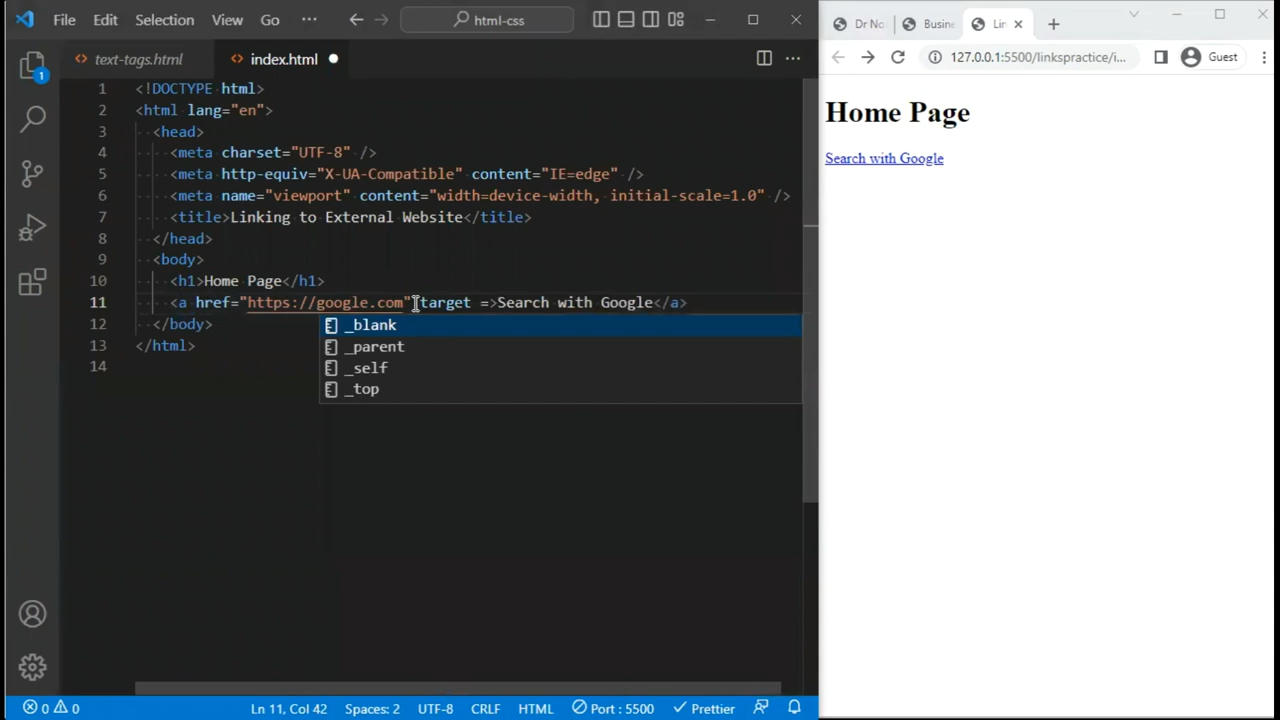 File Edit Selection View Go ··· html-css
text-tags.html index.html
1 <!DOCTYPE html>
2 <html lang="en">
3 <head>
4 <meta charset="UTF-8" />
5 <meta http-equiv="X-UA-Compatible" content="IE=edge" />
6 <meta name="viewport" content="width=device-width, initial-scale=1.0" />
7 <title>Linking to External Website</title>
8 </head>
9 <body>
10 <h1>Home Page</h1>
11 <a href="https://google.com" target =>Search with Google</a>
12 </body>
13 </html>
14
_blank
_parent
_self
_top
1
0 0 Ln 11, Col 42 Spaces: 2 UTF-8 CRLF HTML Port : 5500 Prettier
Dr No Busine Lin
127.0.0.1:5500/linkspractice/i... Guest
Home Page
Search with Google